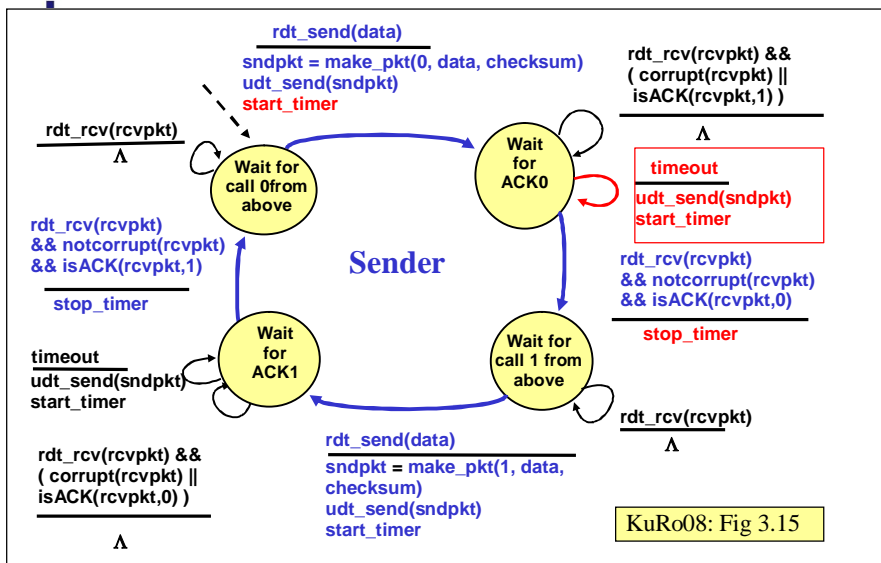 rdt_send(data)
sndpkt = make_pkt(0, data, checksum)
udt_send(sndpkt)
start_timer
rdt_rcv(rcvpkt) &&
( corrupt(rcvpkt) ||
isACK(rcvpkt,1) )
Λ
rdt_rcv(rcvpkt)
Λ
Wait for
call 0from
above
Wait
for
ACK0
timeout
udt_send(sndpkt)
start_timer
rdt_rcv(rcvpkt)
&& notcorrupt(rcvpkt)
&& isACK(rcvpkt,1)
stop_timer
Sender
rdt_rcv(rcvpkt)
&& notcorrupt(rcvpkt)
&& isACK(rcvpkt,0)
stop_timer
Wait
for
ACK1
Wait for
call 1 from
above
timeout
udt_send(sndpkt)
start_timer
rdt_rcv(rcvpkt)
Λ
rdt_send(data)
sndpkt = make_pkt(1, data,
checksum)
udt_send(sndpkt)
start_timer
rdt_rcv(rcvpkt) &&
( corrupt(rcvpkt) ||
isACK(rcvpkt,0) )
Λ
KuRo08: Fig 3.15